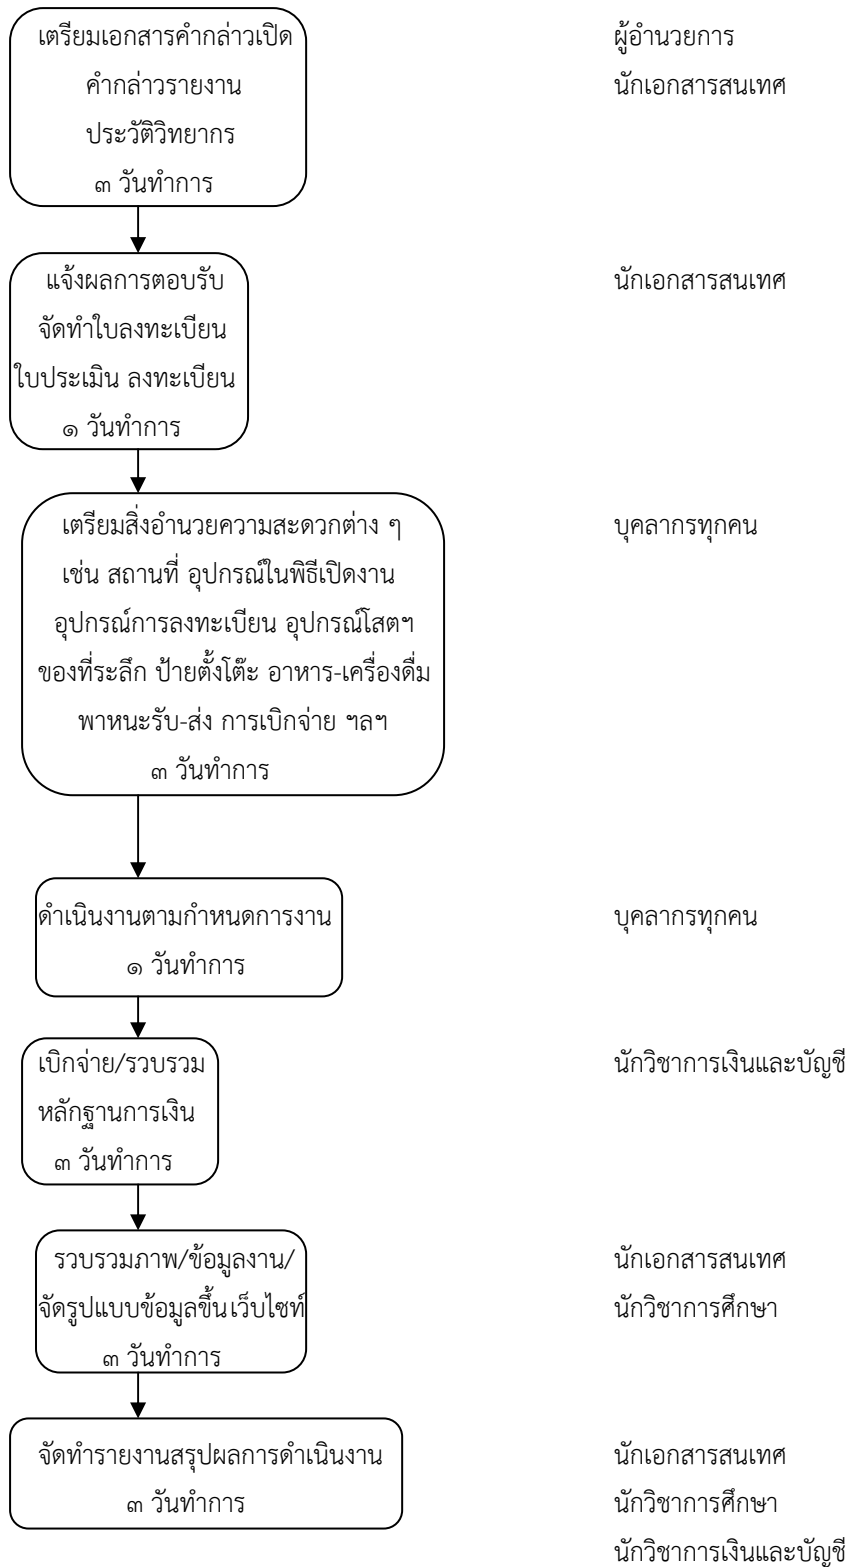 เตรียมเอกสารคำกล่าวเปิด ผู้อำนวยการ
คำกล่าวรายงาน นักเอกสารสนเทศ
ประวัติวิทยากร
๓ วันทำการ
แจ้งผลการตอบรับ นักเอกสารสนเทศ
จัดทำใบลงทะเบียน
ใบประเมิน ลงทะเบียน
๑ วันทำการ
เตรียมสิ่งอำนวยความสะดวกต่าง ๆ บุคลากรทุกคน
เช่น สถานที่ อุปกรณ์ในพิธีเปิดงาน
อุปกรณ์การลงทะเบียน อุปกรณ์โสตฯ
ของที่ระลึก ป้ายตั้งโต๊ะ อาหาร-เครื่องดื่ม
พาหนะรับ-ส่ง การเบิกจ่าย ฯลฯ
๓ วันทำการ
ดำเนินงานตามกำหนดการงาน บุคลากรทุกคน
๑ วันทำการ
เบิกจ่าย/รวบรวม นักวิชาการเงินและบัญชี
หลักฐานการเงิน
๓ วันทำการ
รวบรวมภาพ/ข้อมูลงาน/ นักเอกสารสนเทศ
จัดรูปแบบข้อมูลขึ้นเว็บไซท์ นักวิชาการศึกษา
๓ วันทำการ
จัดทำรายงานสรุปผลการดำเนินงาน นักเอกสารสนเทศ
๓ วันทำการ นักวิชาการศึกษา
นักวิชาการเงินและบัญชี